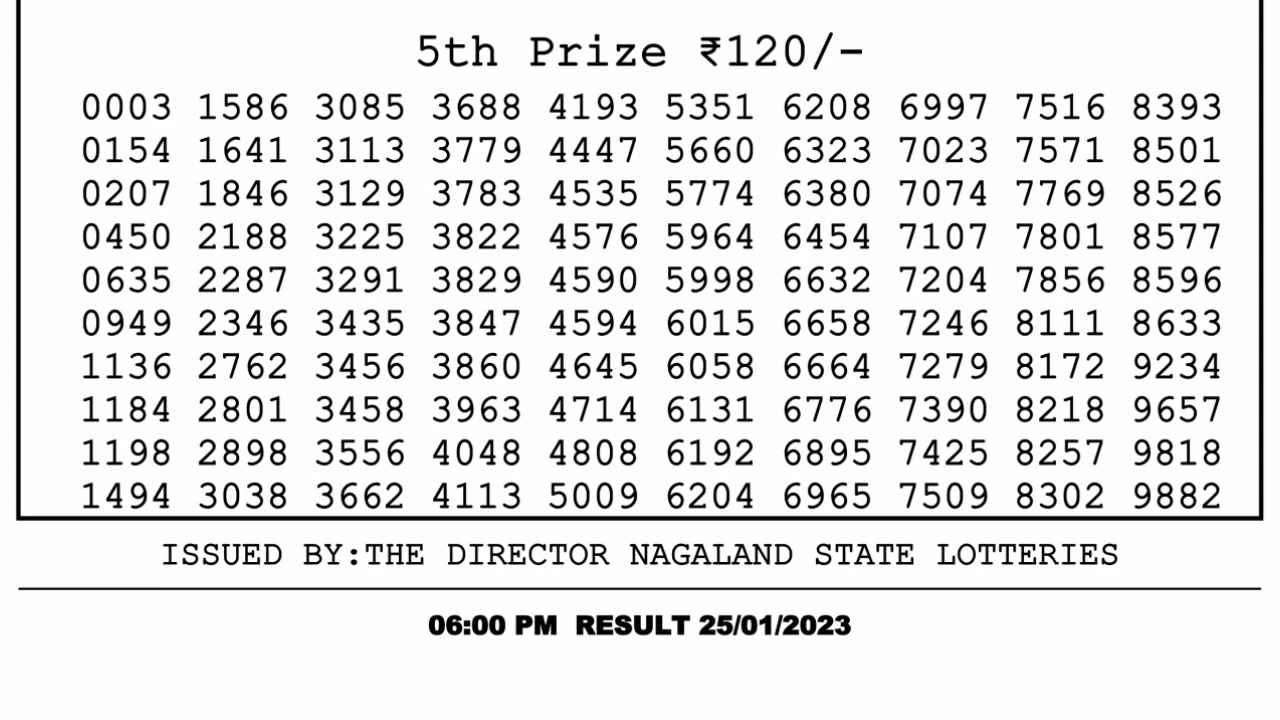 5th Prize ₹120/-
0003 1586 3085 3688 4193 5351 6208 6997 7516 8393
0154 1641 3113 3779 4447 5660 6323 7023 7571 8501
0207 1846 3129 3783 4535 5774 6380 7074 7769 8526
0450 2188 3225 3822 4576 5964 6454 7107 7801 8577
0635 2287 3291 3829 4590 5998 6632 7204 7856 8596
0949 2346 3435 3847 4594 6015 6658 7246 8111 8633
1136 2762 3456 3860 4645 6058 6664 7279 8172 9234
1184 2801 3458 3963 4714 6131 6776 7390 8218 9657
1198 2898 3556 4048 4808 6192 6895 7425 8257 9818
1494 3038 3662 4113 5009 6204 6965 7509 8302 9882
ISSUED BY:THE DIRECTOR NAGALAND STATE LOTTERIES
06:00 PM RESULT 25/01/2023